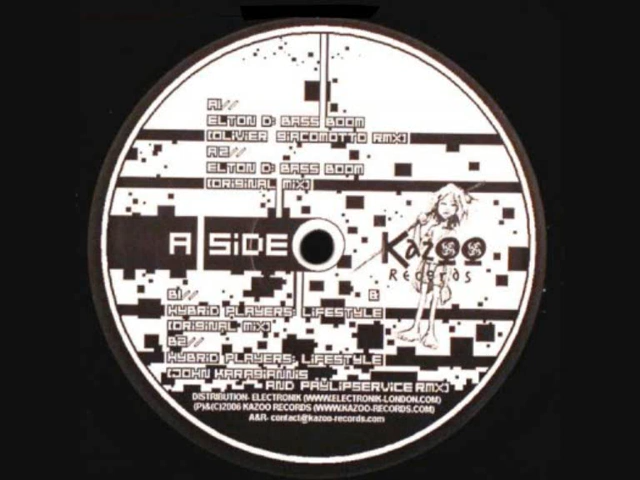 A1//
ELTON D: BASS BOOM
(OLIVIER GIACOMOTTO RMX)
A2//
ELTON D: BASS BOOM
(ORIGINAL MIX)
A SiDE
Kazoo
Records
B1//
HYBRID PLAYERS: LIFESTYLE
(ORIGINAL MIX)
B2//
HYBRID PLAYERS: LIFESTYLE
(JOHN KARAGIANNIS
AND PAYLIPSERVICE RMX)
DISTRIBUTION- ELECTRONIK (WWW.ELECTRONIK-LONDON.COM)
(P)&(C)2006 KAZOO RECORDS (WWW.KAZOO-RECORDS.COM)
A&R- contact@kazoo-records.com